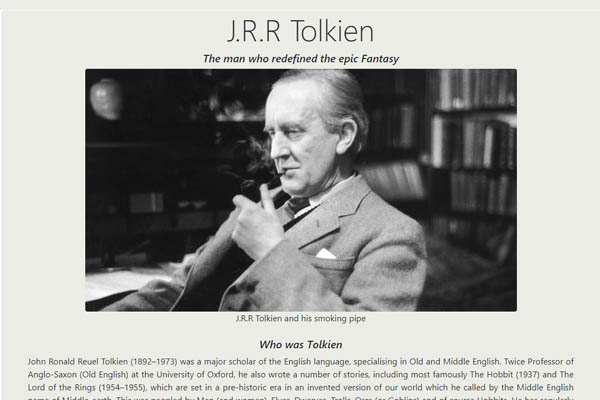 J.R.R Tolkien
The man who redefined the epic Fantasy
J.R.R Tolkien and his smoking pipe
Who was Tolkien
John Ronald Reuel Tolkien (1892–1973) was a major scholar of the English language, specialising in Old and Middle English. Twice Professor of
Anglo-Saxon (Old English) at the University of Oxford, he also wrote a number of stories, including most famously The Hobbit (1937) and The
Lord of the Rings (1954–1955), which are set in a pre-historic era in an invented version of our world which he called by the Middle English
name of Middle-earth. This was peopled by Men (and women), Elves, Dwarves, Trolls, Orcs (or Goblins) and of course Hobbits. He has regularly